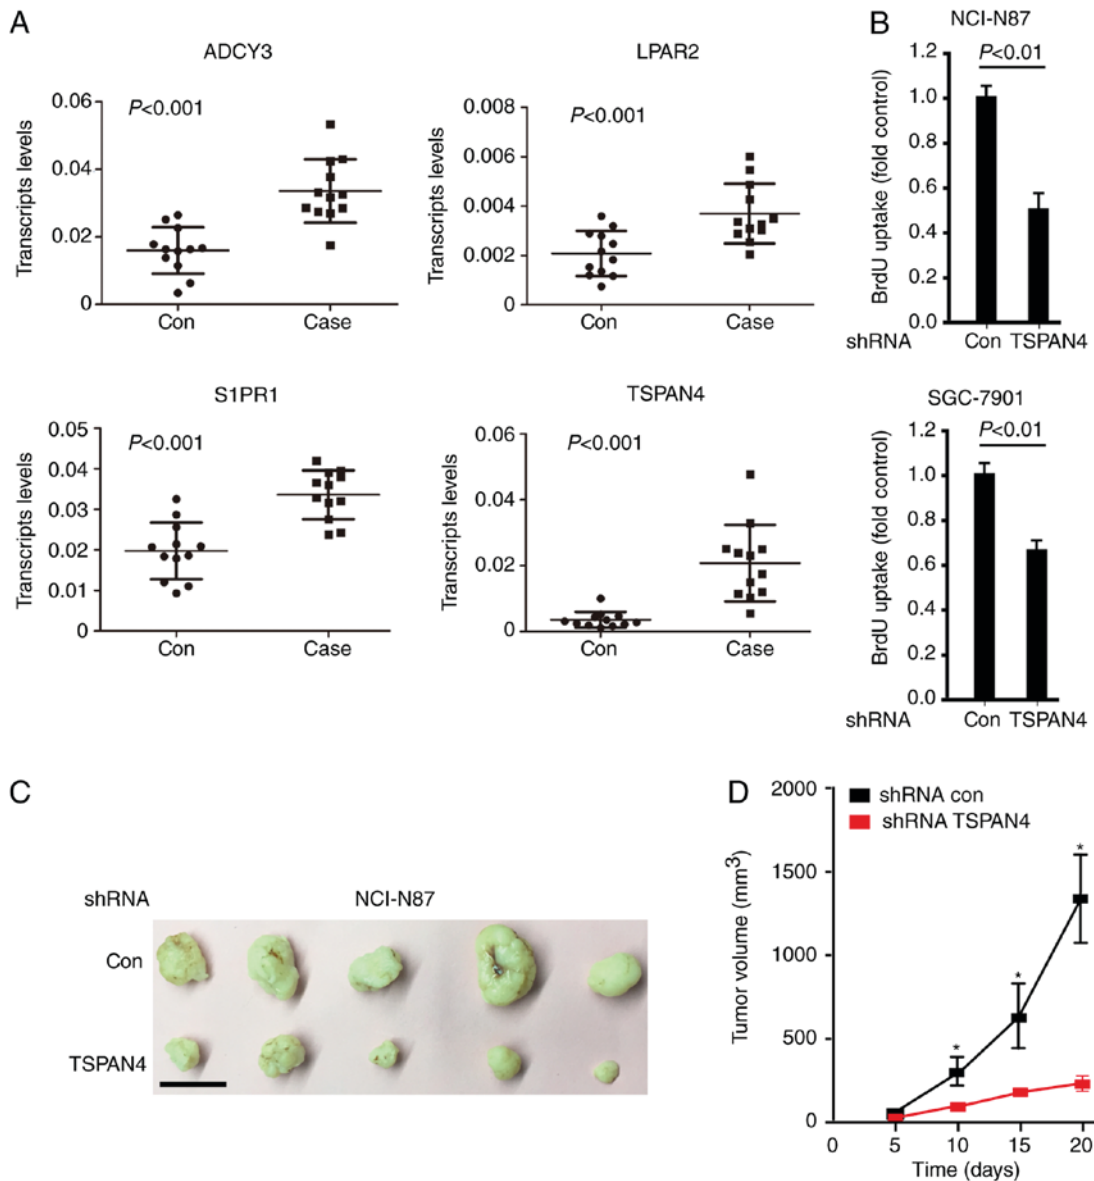 A
ADCY3
Transcripts levels
0.06
0.04
0.02
0
P<0.001
Con
Case
LPAR2
Transcripts levels
0.008
0.006
0.004
0.002
0
P<0.001
Con
Case
S1PR1
Transcripts levels
0.05
0.04
0.03
0.02
0.01
0
P<0.001
Con
Case
TSPAN4
Transcripts levels
0.06
0.04
0.02
0
P<0.001
Con
Case
B
NCI-N87
P<0.01
BrdU uptake (fold control)
1.2
1.0
0.8
0.6
0.4
0.2
0.0
shRNA Con TSPAN4
SGC-7901
P<0.01
BrdU uptake (fold control)
1.2
1.0
0.8
0.6
0.4
0.2
0.0
shRNA Con TSPAN4
C
shRNA NCI-N87
Con
TSPAN4
D
shRNA con
shRNA TSPAN4
Tumor volume (mm³)
2000
1500
1000
500
0
* * *
0 5 10 15 20
Time (days)